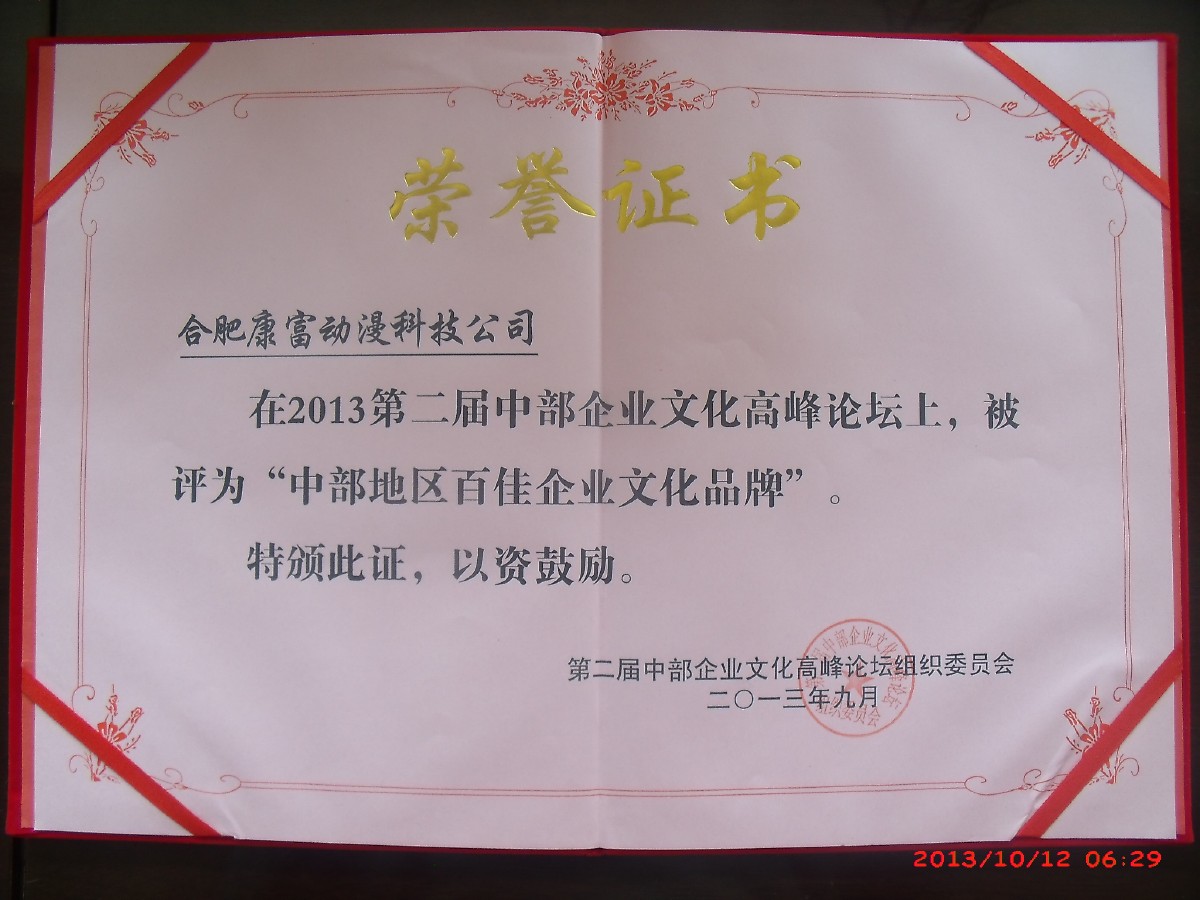 荣誉证书
合肥康富动漫科技公司
在2013第二届中部企业文化高峰论坛上，被
评为“中部地区百佳企业文化品牌”。
特颁此证，以资鼓励。
第二届中部企业文化高峰论坛组织委员会
二〇一三年九月
2013/10/12 06:29